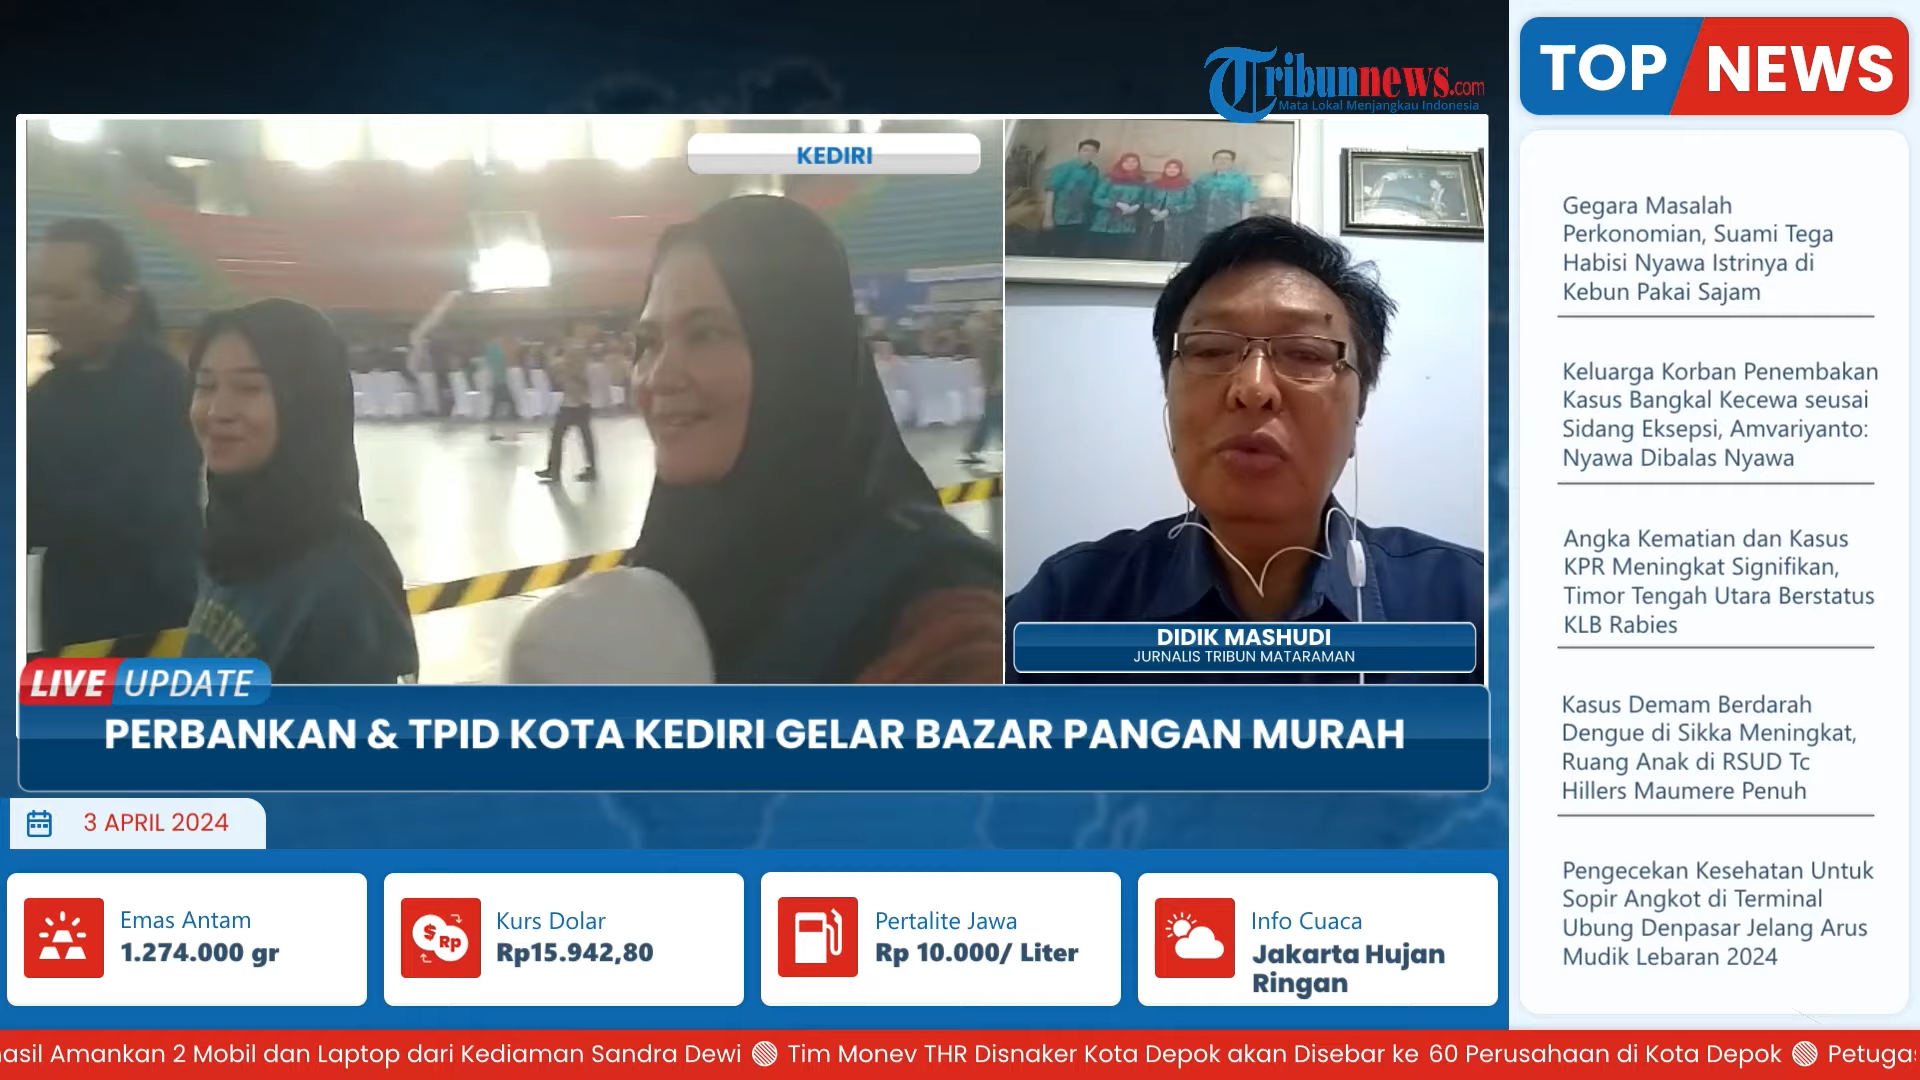 Tribunnews.com
Mata Lokal Menjangkau Indonesia
TOP NEWS
KEDIRI
DIDIK MASHUDI
JURNALIS TRIBUN MATARAMAN
LIVE UPDATE
PERBANKAN & TPID KOTA KEDIRI GELAR BAZAR PANGAN MURAH
3 APRIL 2024
Emas Antam
1.274.000 gr
Kurs Dolar
Rp15.942,80
Pertalite Jawa
Rp 10.000/ Liter
Info Cuaca
Jakarta Hujan
Ringan
Gegara Masalah
Perkonomian, Suami Tega
Habisi Nyawa Istrinya di
Kebun Pakai Sajam
Keluarga Korban Penembakan
Kasus Bangkal Kecewa seusai
Sidang Eksepsi, Amvariyanto:
Nyawa Dibalas Nyawa
Angka Kematian dan Kasus
KPR Meningkat Signifikan,
Timor Tengah Utara Berstatus
KLB Rabies
Kasus Demam Berdarah
Dengue di Sikka Meningkat,
Ruang Anak di RSUD Tc
Hillers Maumere Penuh
Pengecekan Kesehatan Untuk
Sopir Angkot di Terminal
Ubung Denpasar Jelang Arus
Mudik Lebaran 2024
asil Amankan 2 Mobil dan Laptop dari Kediaman Sandra Dewi Tim Monev THR Disnaker Kota Depok akan Disebar ke 60 Perusahaan di Kota Depok Petuga